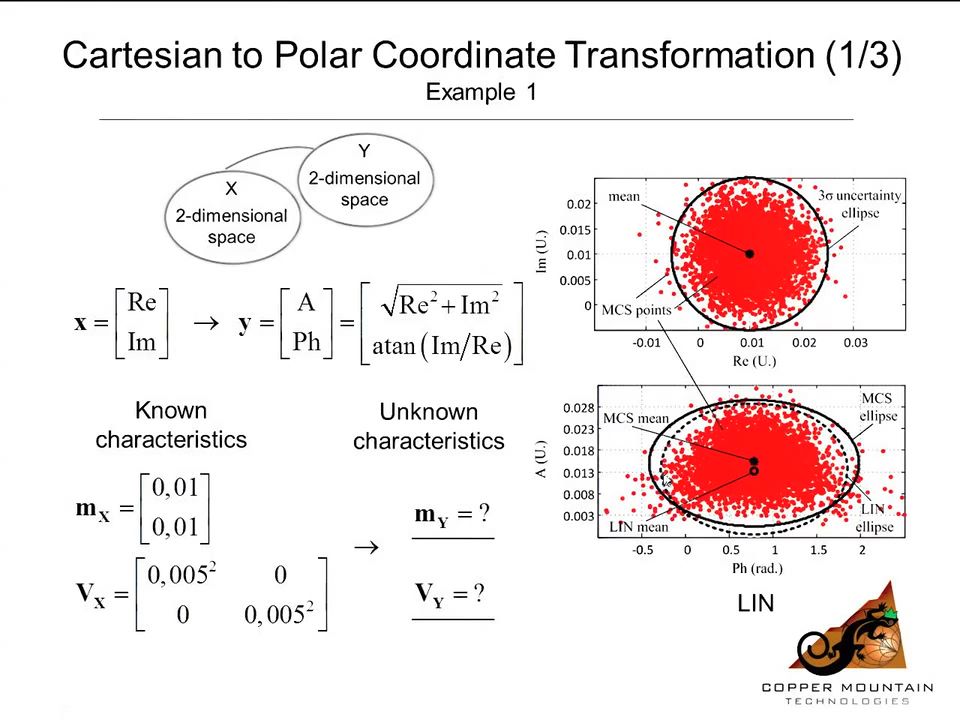 Cartesian to Polar Coordinate Transformation (1/3)
Example 1
X
2-dimensional
space
Y
2-dimensional
space
x = [Re Im] → y = [A Ph] = [√(Re² + Im²) atan(Im/Re)]
Known
characteristics
Unknown
characteristics
m_X = [0,01 0,01]
→
m_Y = ?
V_X = [0,005² 0 0 0,005²]
V_Y = ?
mean
3σ uncertainty
ellipse
MCS points
Im (U.)
0.02
0.015
0.01
0.005
0
-0.01 0 0.01 0.02 0.03
Re (U.)
MCS mean
MCS
ellipse
LIN mean
LIN
ellipse
A (U.)
0.028
0.023
0.018
0.013
0.008
0.003
-0.5 0 0.5 1 1.5 2
Ph (rad.)
LIN
COPPER MOUNTAIN
TECHNOLOGIES